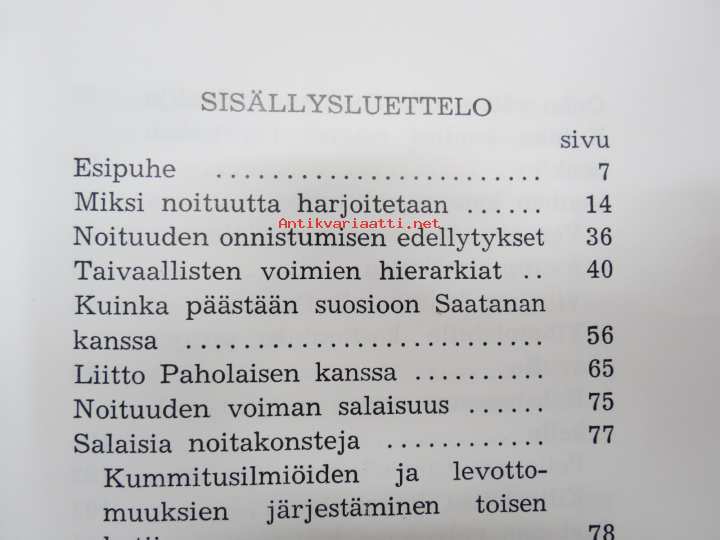 SISÄLLYSLUETTELO
sivu
Esipuhe ........................ 7
Miksi noituutta harjoitetaan ...... 14
Antikvariaatti.net
Noituuden onnistumisen edellytykset 36
Taivaallisten voimien hierarkiat .. 40
Kuinka päästään suosioon Saatanan
kanssa .......................... 56
Liitto Paholaisen kanssa .......... 65
Noituuden voiman salaisuus ...... 75
Salaisia noitakonsteja ............ 77
Kummitusilmiöiden ja levotto-
muuksien järjestäminen toisen
78